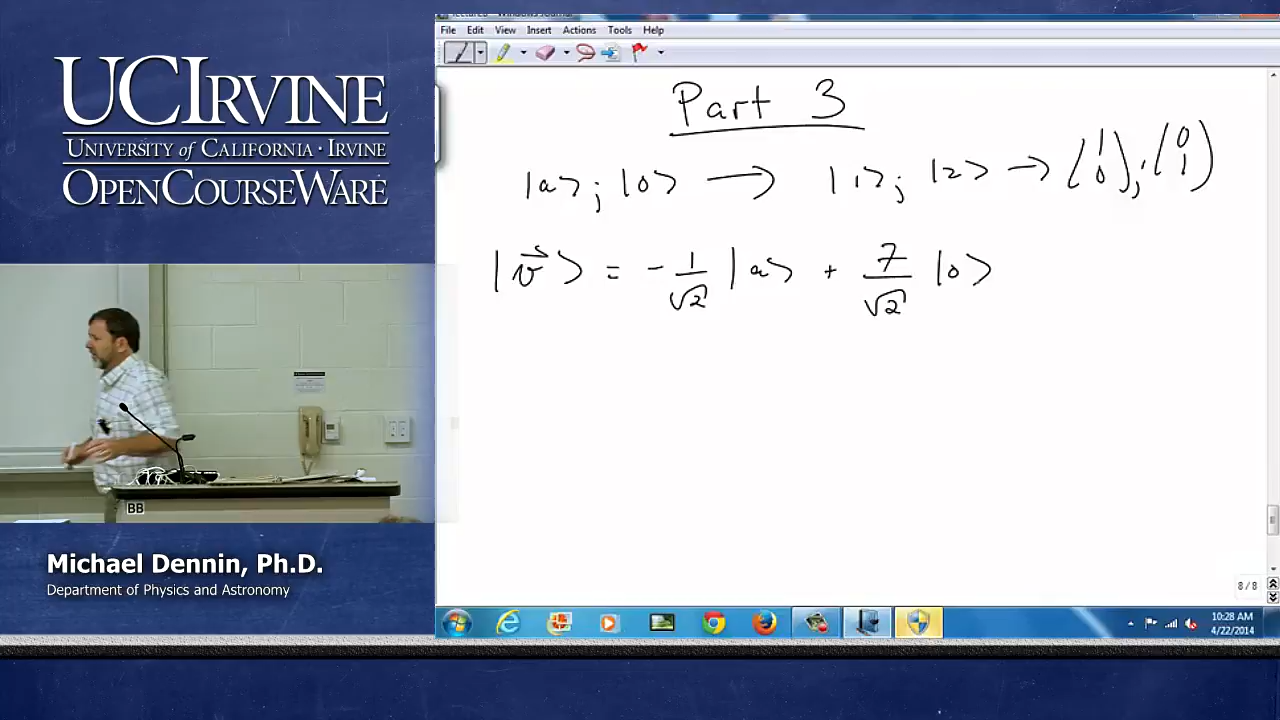 UCIRVINE
UNIVERSITY of CALIFORNIA · IRVINE
OPENCOURSEWARE
BB
Michael Dennin, Ph.D.
Department of Physics and Astronomy
File Edit View Insert Actions Tools Help
Part 3
|a>; |o> → |1>; |2> → (1 0), (0 1)
|v⃗> = -1/√2 |a> + 7/√2 |o>
8 / 8
10:28 AM
4/22/2014